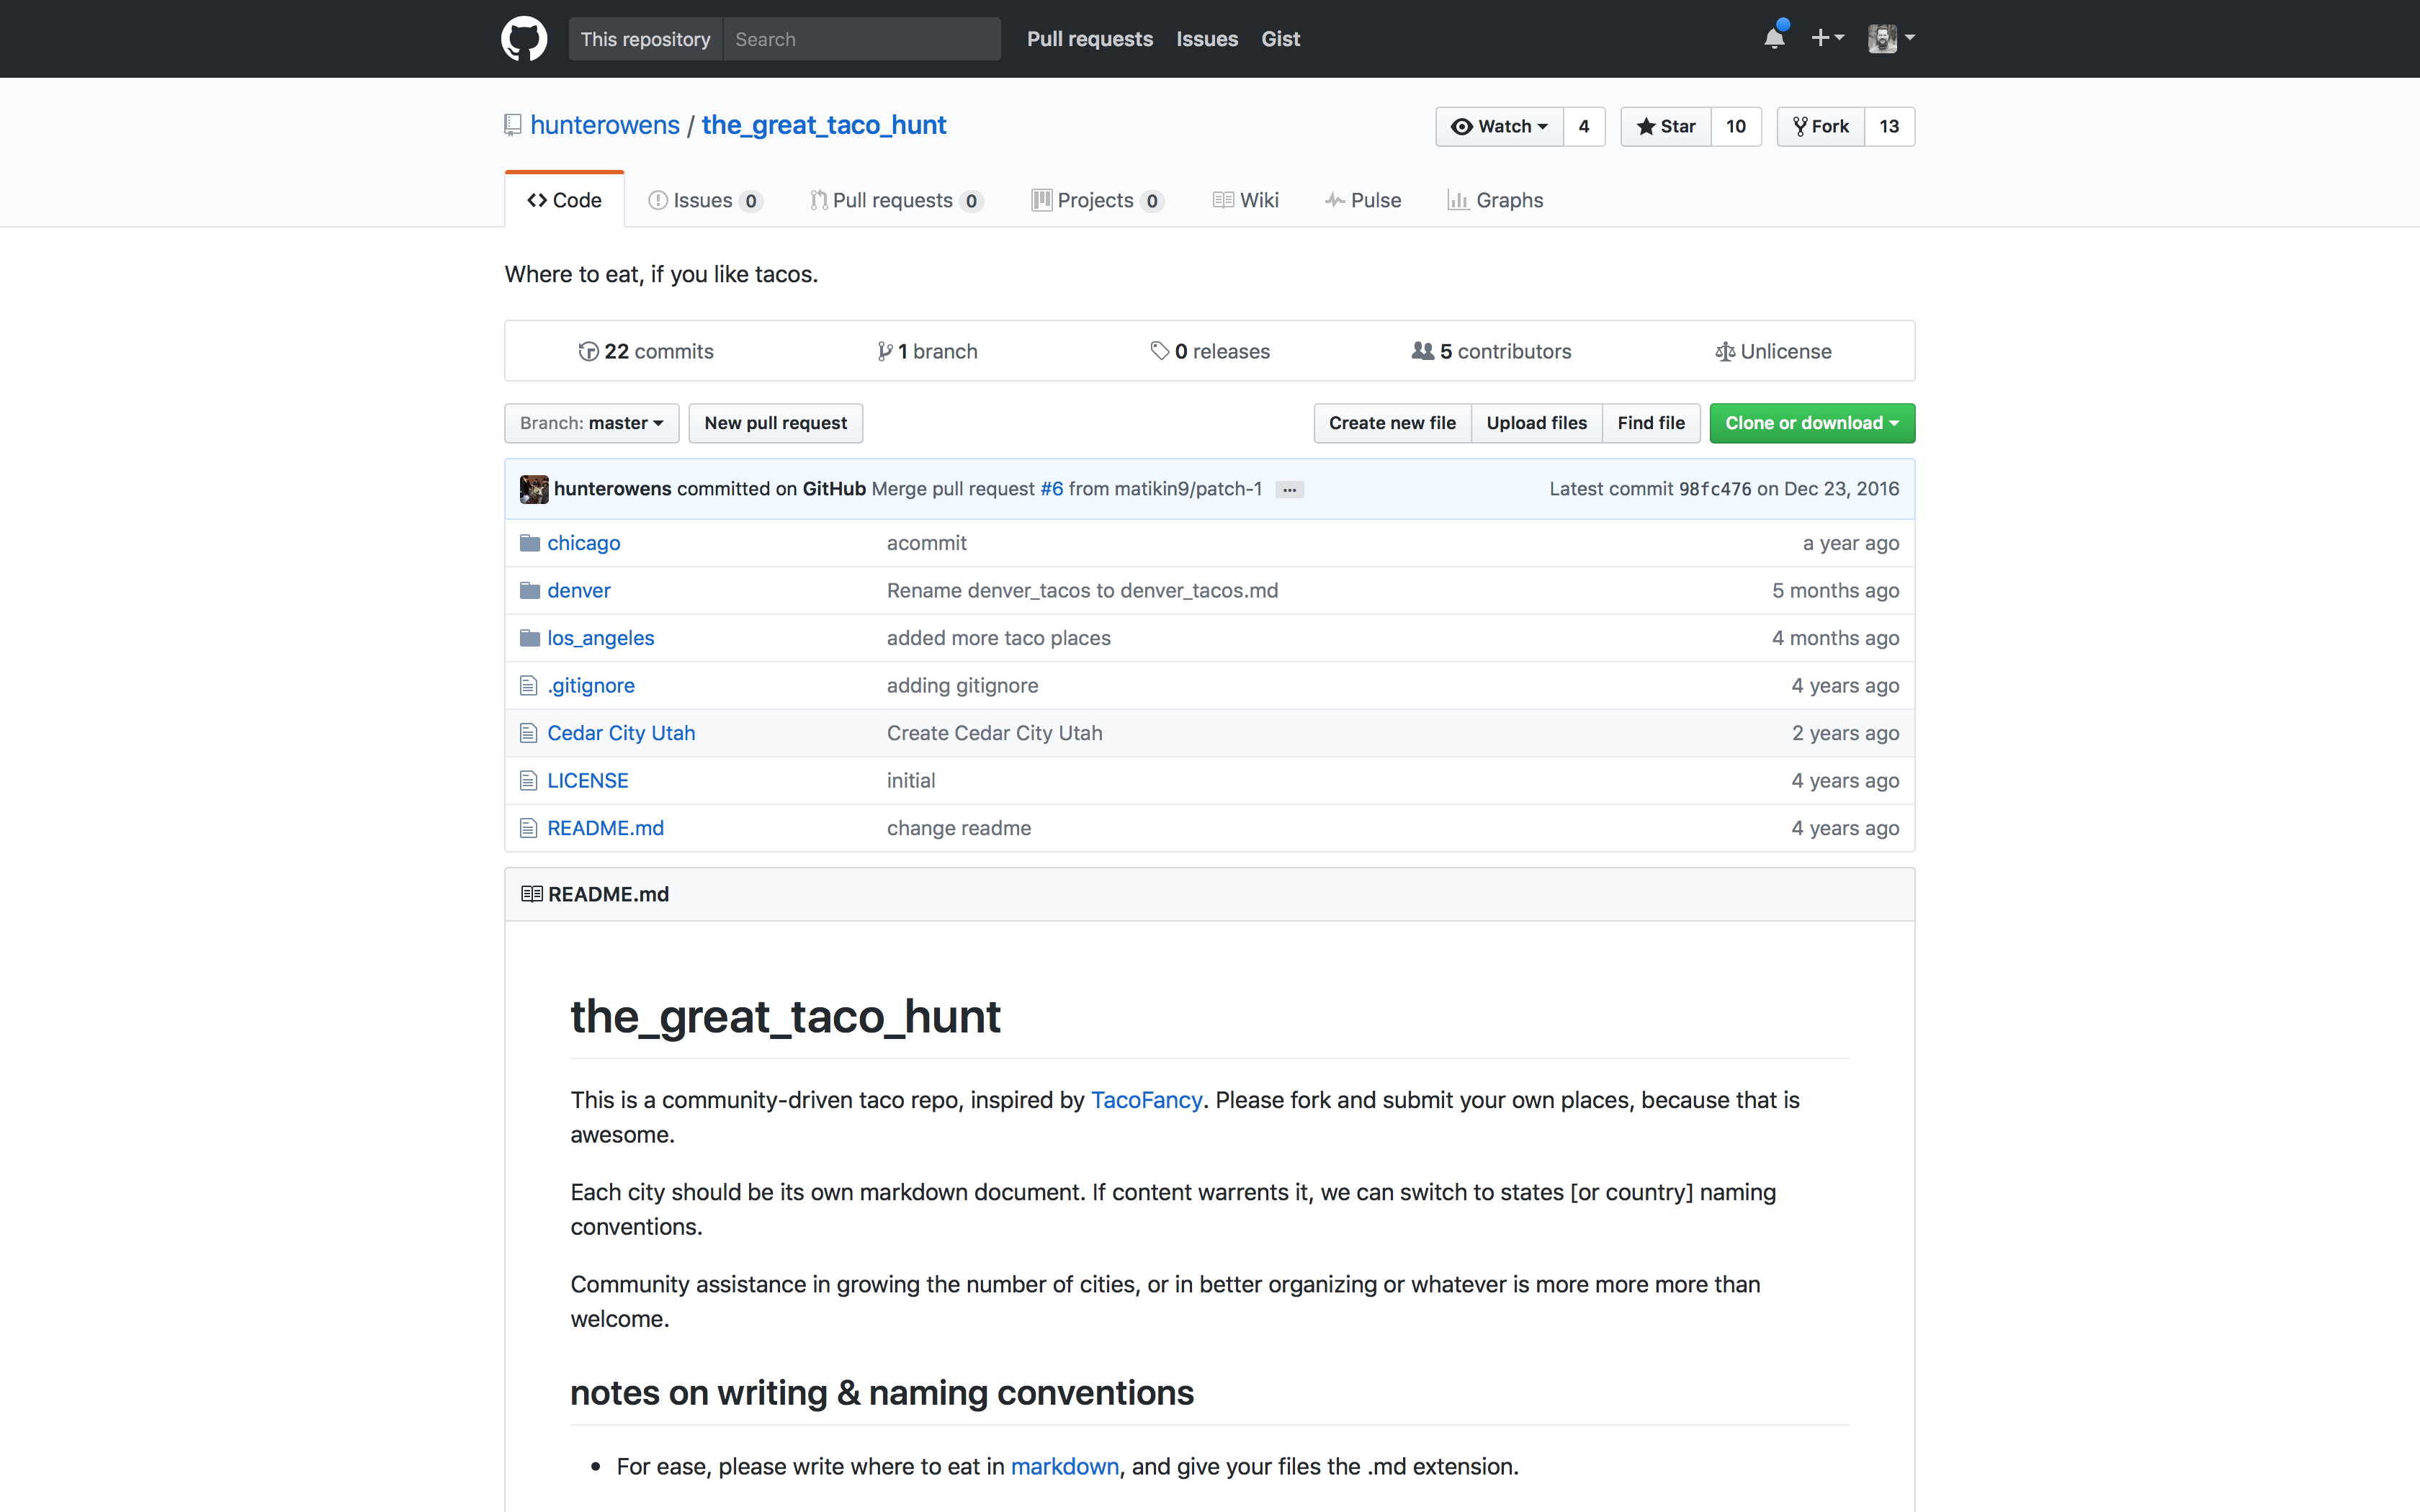 This repository Search Pull requests Issues Gist
hunterowens / the_great_taco_hunt Watch 4 Star 10 Fork 13
Code Issues 0 Pull requests 0 Projects 0 Wiki Pulse Graphs
Where to eat, if you like tacos.
22 commits 1 branch 0 releases 5 contributors Unlicense
Branch: master New pull request Create new file Upload files Find file Clone or download
hunterowens committed on GitHub Merge pull request #6 from matikin9/patch-1 ... Latest commit 98fc476 on Dec 23, 2016
chicago acommit a year ago
denver Rename denver_tacos to denver_tacos.md 5 months ago
los_angeles added more taco places 4 months ago
.gitignore adding gitignore 4 years ago
Cedar City Utah Create Cedar City Utah 2 years ago
LICENSE initial 4 years ago
README.md change readme 4 years ago
README.md
the_great_taco_hunt
This is a community-driven taco repo, inspired by TacoFancy. Please fork and submit your own places, because that is
awesome.
Each city should be its own markdown document. If content warrents it, we can switch to states [or country] naming
conventions.
Community assistance in growing the number of cities, or in better organizing or whatever is more more more than
welcome.
notes on writing & naming conventions
• For ease, please write where to eat in markdown, and give your files the .md extension.